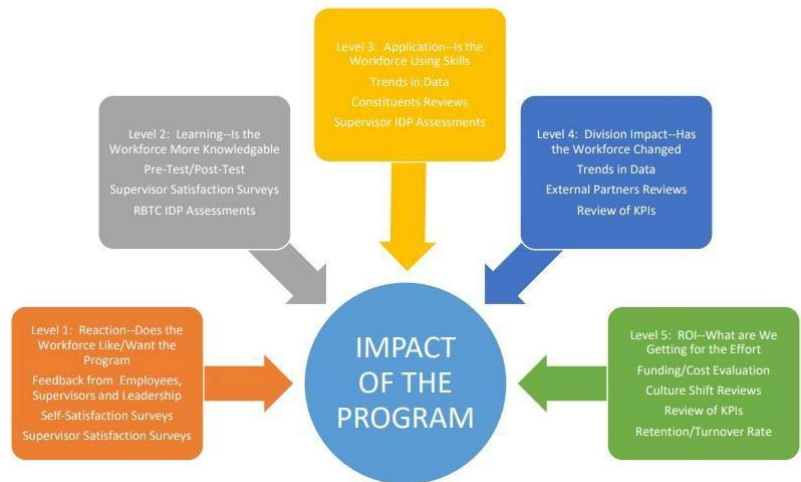 Level 1: Reaction--Does the
Workforce Like/Want the
Program
Feedback from Employees,
Supervisors and Leadership
Self-Satisfaction Surveys
Supervisor Satisfaction Surveys
Level 2: Learning--Is the
Workforce More Knowledgable
Pre-Test/Post-Test
Supervisor Satisfaction Surveys
RBTC IDP Assessments
Level 3: Application--Is the
Workforce Using Skills
Trends in Data
Constituents Reviews
Supervisor IDP Assessments
Level 4: Division Impact--Has
the Workforce Changed
Trends in Data
External Partners Reviews
Review of KPIs
Level 5: ROI--What are We
Getting for the Effort
Funding/Cost Evaluation
Culture Shift Reviews
Review of KPIs
Retention/Turnover Rate
IMPACT
OF THE
PROGRAM